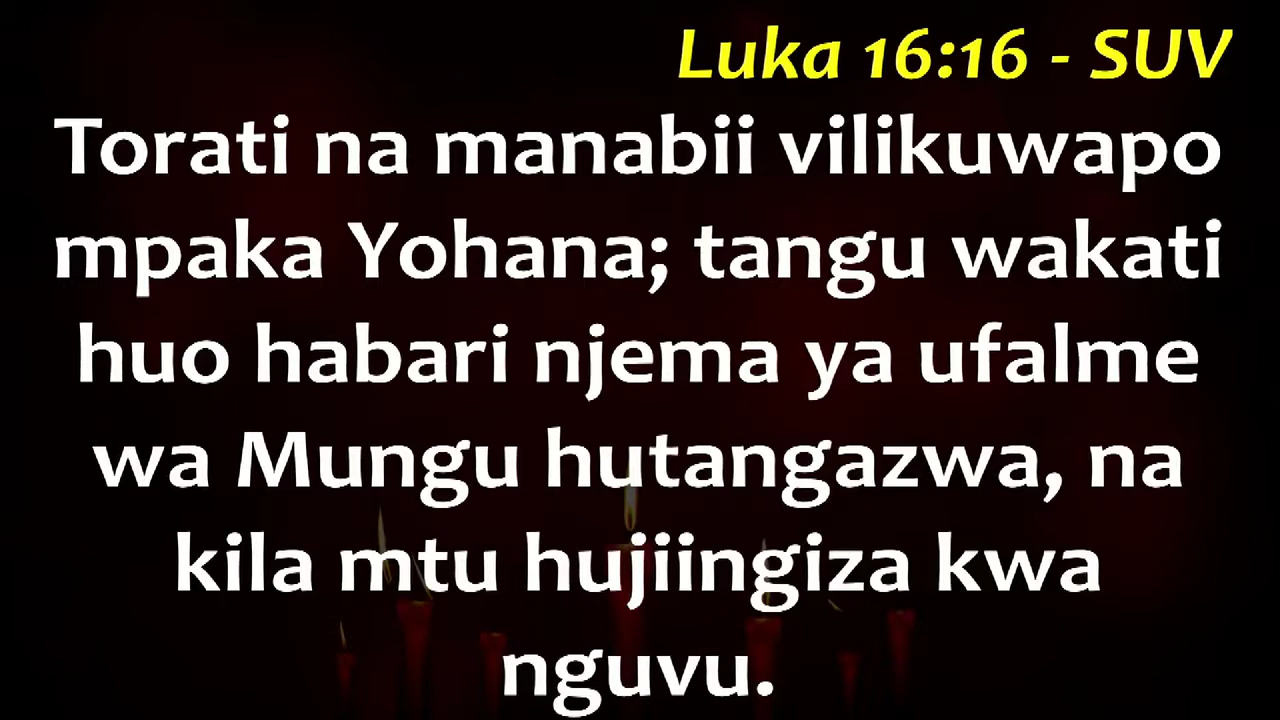 Luka 16:16 - SUV
Torati na manabii vilikuwapo
mpaka Yohana; tangu wakati
huo habari njema ya ufalme
wa Mungu hutangazwa, na
kila mtu hujiingiza kwa
nguvu.